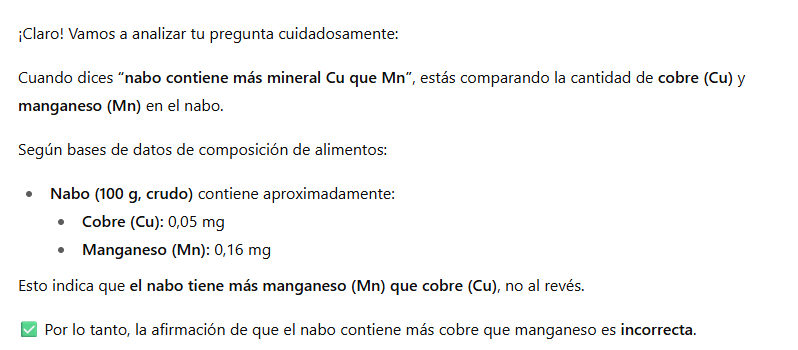 ¡Claro! Vamos a analizar tu pregunta cuidadosamente:
Cuando dices “nabo contiene más mineral Cu que Mn”, estás comparando la cantidad de cobre (Cu) y
manganeso (Mn) en el nabo.
Según bases de datos de composición de alimentos:
• Nabo (100 g, crudo) contiene aproximadamente:
• Cobre (Cu): 0,05 mg
• Manganeso (Mn): 0,16 mg
Esto indica que el nabo tiene más manganeso (Mn) que cobre (Cu), no al revés.
✅ Por lo tanto, la afirmación de que el nabo contiene más cobre que manganeso es incorrecta.